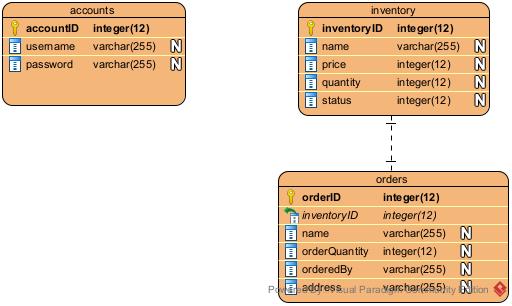 accounts
accountID integer(12)
username varchar(255) N
password varchar(255) N
inventory
inventoryID integer(12)
name varchar(255) N
price integer(12) N
quantity integer(12) N
status integer(12) N
orders
orderID integer(12)
inventoryID integer(12)
name varchar(255) N
orderQuantity integer(12) N
orderedBy varchar(255) N
address varchar(255) N
Powered By Visual Paradigm Community Edition